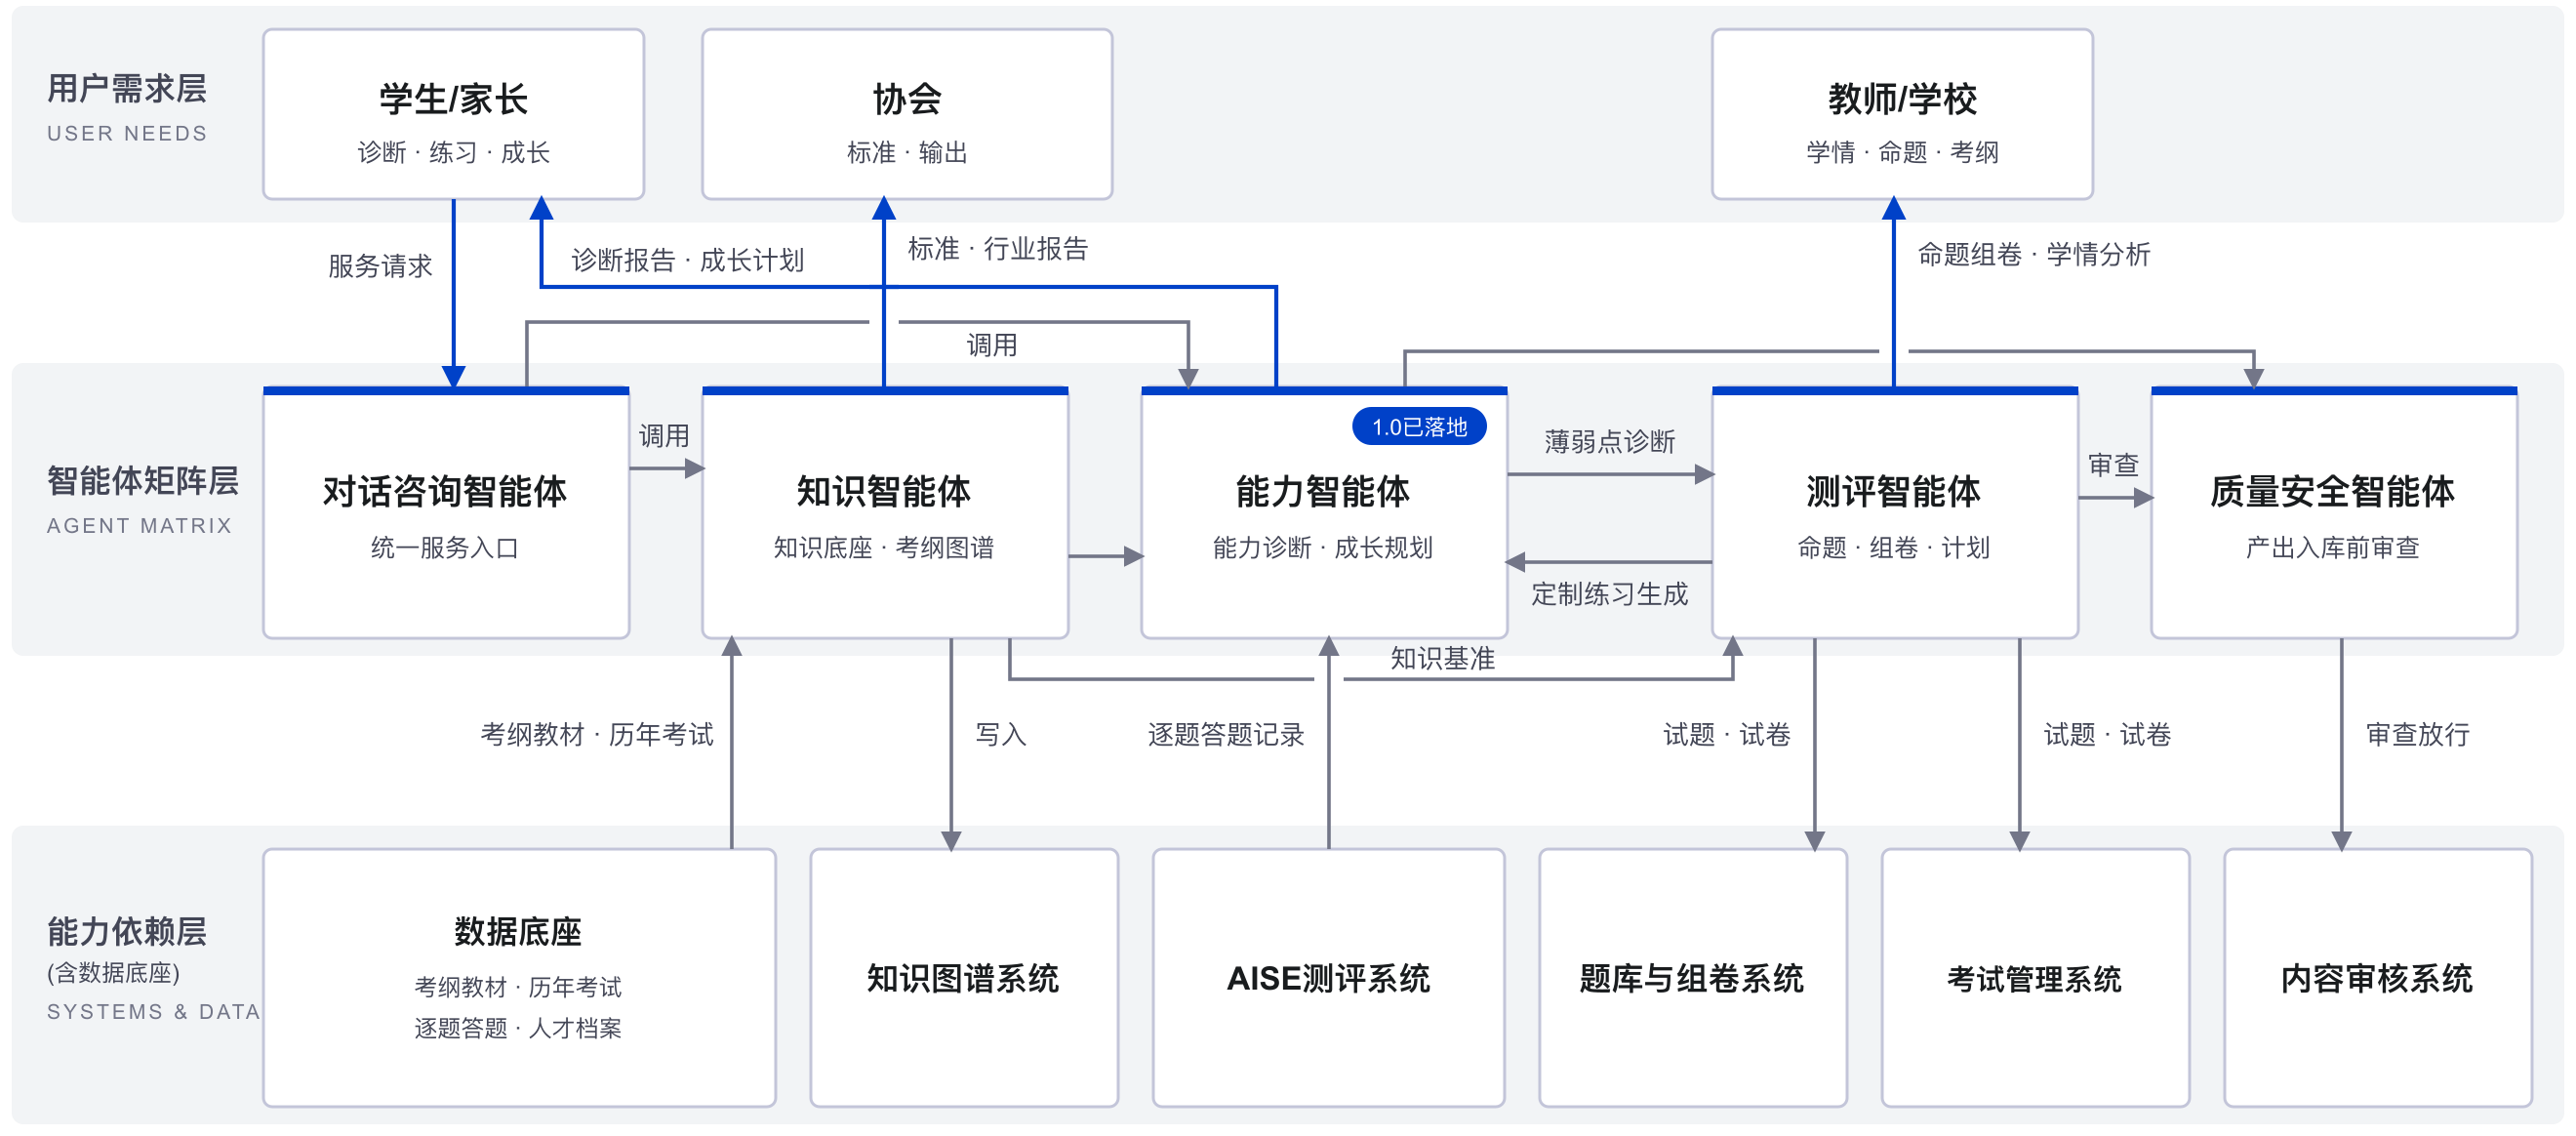 用户需求层
USER NEEDS
学生/家长
诊断 · 练习 · 成长
协会
标准 · 输出
教师/学校
学情 · 命题 · 考纲
服务请求
诊断报告 · 成长计划
标准 · 行业报告
命题组卷 · 学情分析
调用
智能体矩阵层
AGENT MATRIX
对话咨询智能体
统一服务入口
调用
知识智能体
知识底座 · 考纲图谱
1.0已落地
能力智能体
能力诊断 · 成长规划
薄弱点诊断
定制练习生成
测评智能体
命题 · 组卷 · 计划
审查
质量安全智能体
产出入库前审查
知识基准
考纲教材 · 历年考试
写入
逐题答题记录
试题 · 试卷
试题 · 试卷
审查放行
能力依赖层
(含数据底座)
SYSTEMS & DATA
数据底座
考纲教材 · 历年考试
逐题答题 · 人才档案
知识图谱系统
AISE测评系统
题库与组卷系统
考试管理系统
内容审核系统